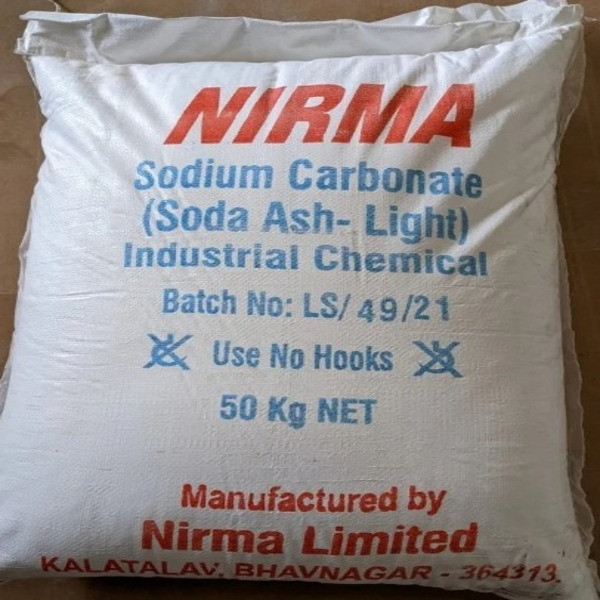 NIRMA
Sodium Carbonate
(Soda Ash- Light)
Industrial Chemical
Batch No: LS/ 49/21
Use No Hooks
50 Kg NET
Manufactured by
Nirma Limited
KALATALAV, BHAVNAGAR - 364313.